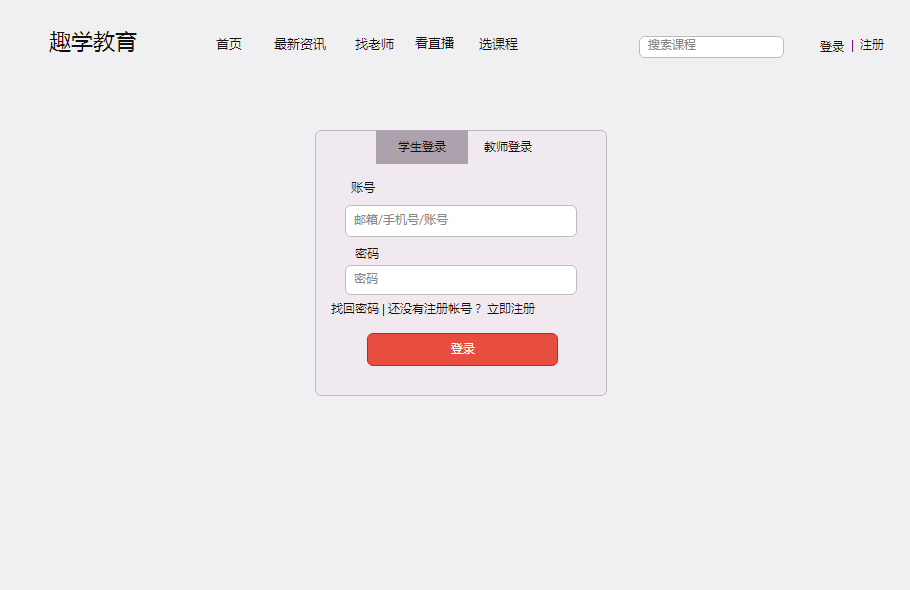 趣学教育 首页 最新资讯 找老师 看直播 选课程 搜索课程 登录 | 注册
学生登录 教师登录
账号
邮箱/手机号/账号
密码
密码
找回密码 | 还没有注册帐号？ 立即注册
登录